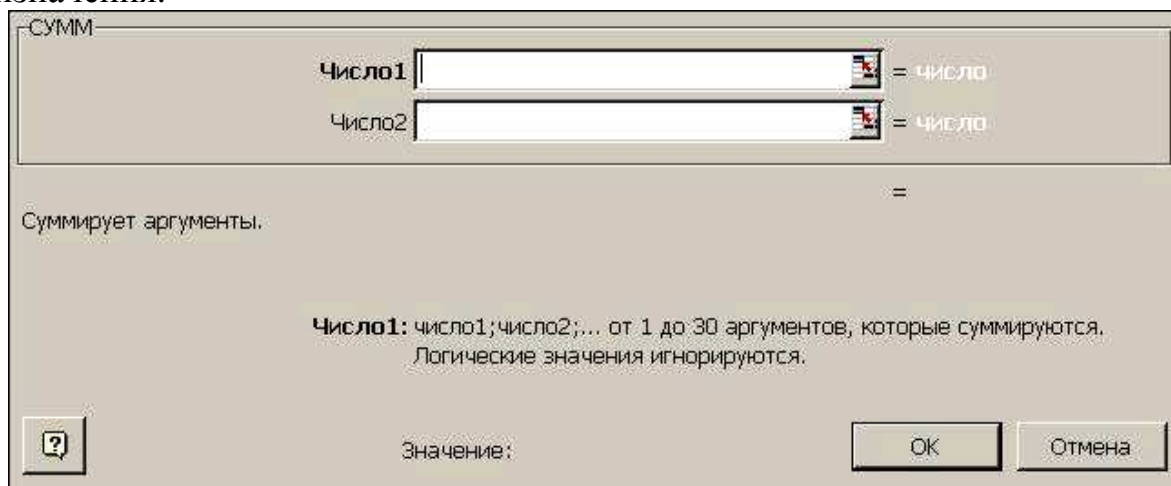 СУММ
Число1 = число
Число2 = число
=
Суммирует аргументы.
Число1: число1;число2;... от 1 до 30 аргументов, которые суммируются.
Логические значения игнорируются.
Значение:
ОК
Отмена